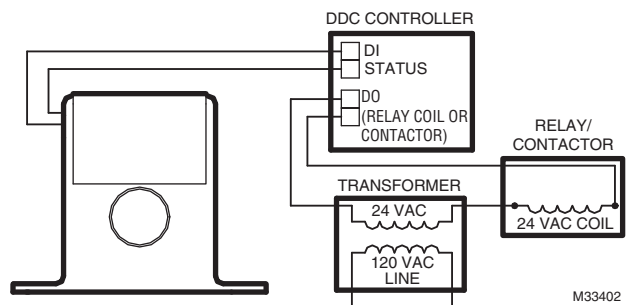 DDC CONTROLLER
DI
STATUS
DO
(RELAY COIL OR
CONTACTOR)
RELAY/
CONTACTOR
TRANSFORMER
24 VAC
24 VAC COIL
120 VAC
LINE
M33402